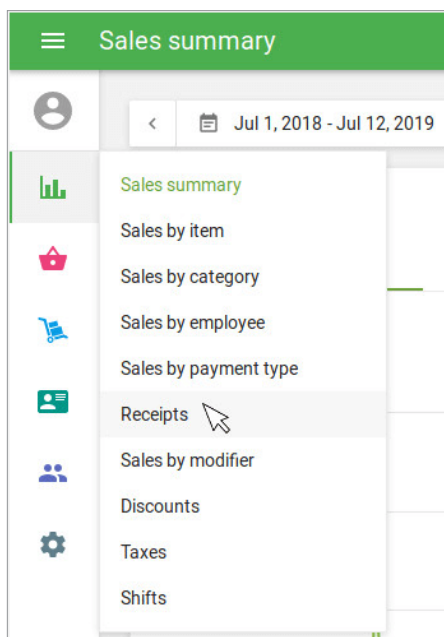 Sales summary
Jul 1, 2018 - Jul 12, 2019
Sales summary
Sales by item
Sales by category
Sales by employee
Sales by payment type
Receipts
Sales by modifier
Discounts
Taxes
Shifts